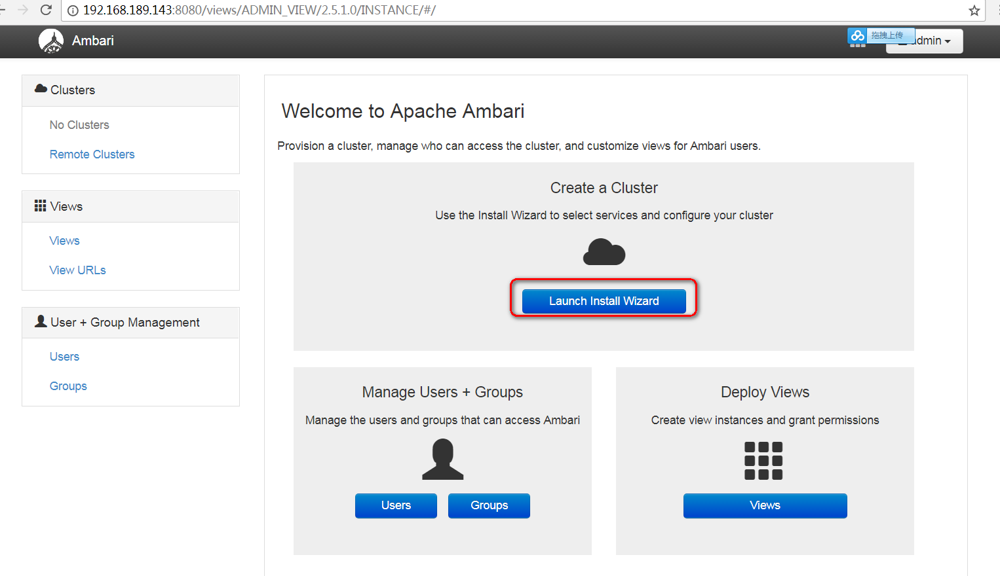 192.168.189.143:8080/views/ADMIN_VIEW/2.5.1.0/INSTANCE/#/
Ambari
拖拽上传
admin
Clusters
No Clusters
Remote Clusters
Views
Views
View URLs
User + Group Management
Users
Groups
Welcome to Apache Ambari
Provision a cluster, manage who can access the cluster, and customize views for Ambari users.
Create a Cluster
Use the Install Wizard to select services and configure your cluster
Launch Install Wizard
Manage Users + Groups
Manage the users and groups that can access Ambari
Users
Groups
Deploy Views
Create view instances and grant permissions
Views